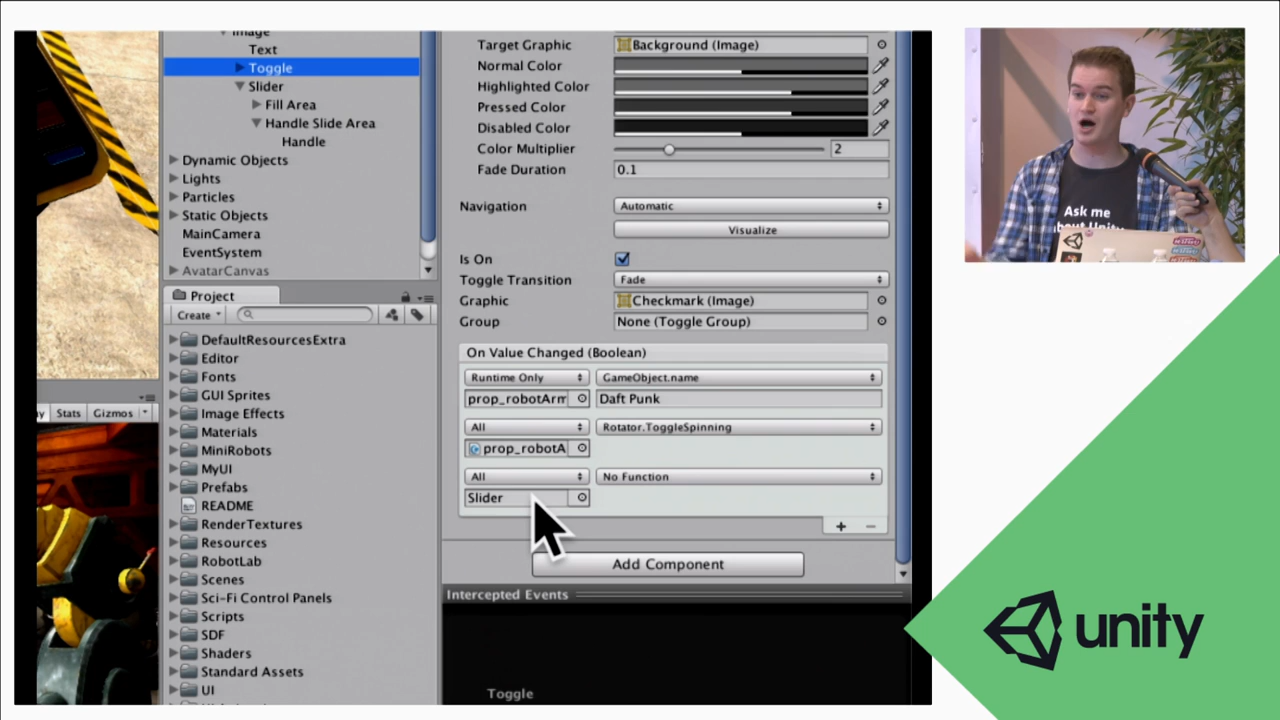 Image
Text
Toggle
Slider
Fill Area
Handle Slide Area
Handle
Dynamic Objects
Lights
Particles
Static Objects
MainCamera
EventSystem
AvatarCanvas
Stats
Gizmos
Project
Create
DefaultResourcesExtra
Editor
Fonts
GUI Sprites
Image Effects
Materials
MiniRobots
MyUI
Prefabs
README
RenderTextures
Resources
RobotLab
Scenes
Sci-Fi Control Panels
Scripts
SDF
Shaders
Standard Assets
UI
Target Graphic Background (Image)
Normal Color
Highlighted Color
Pressed Color
Disabled Color
Color Multiplier 2
Fade Duration 0.1
Navigation Automatic
Visualize
Is On
Toggle Transition Fade
Graphic Checkmark (Image)
Group None (Toggle Group)
On Value Changed (Boolean)
Runtime Only GameObject.name
prop_robotArm Daft Punk
All Rotator.ToggleSpinning
prop_robotA
All No Function
Slider
+ −
Add Component
Intercepted Events
Toggle
Ask me
about Unity
unity